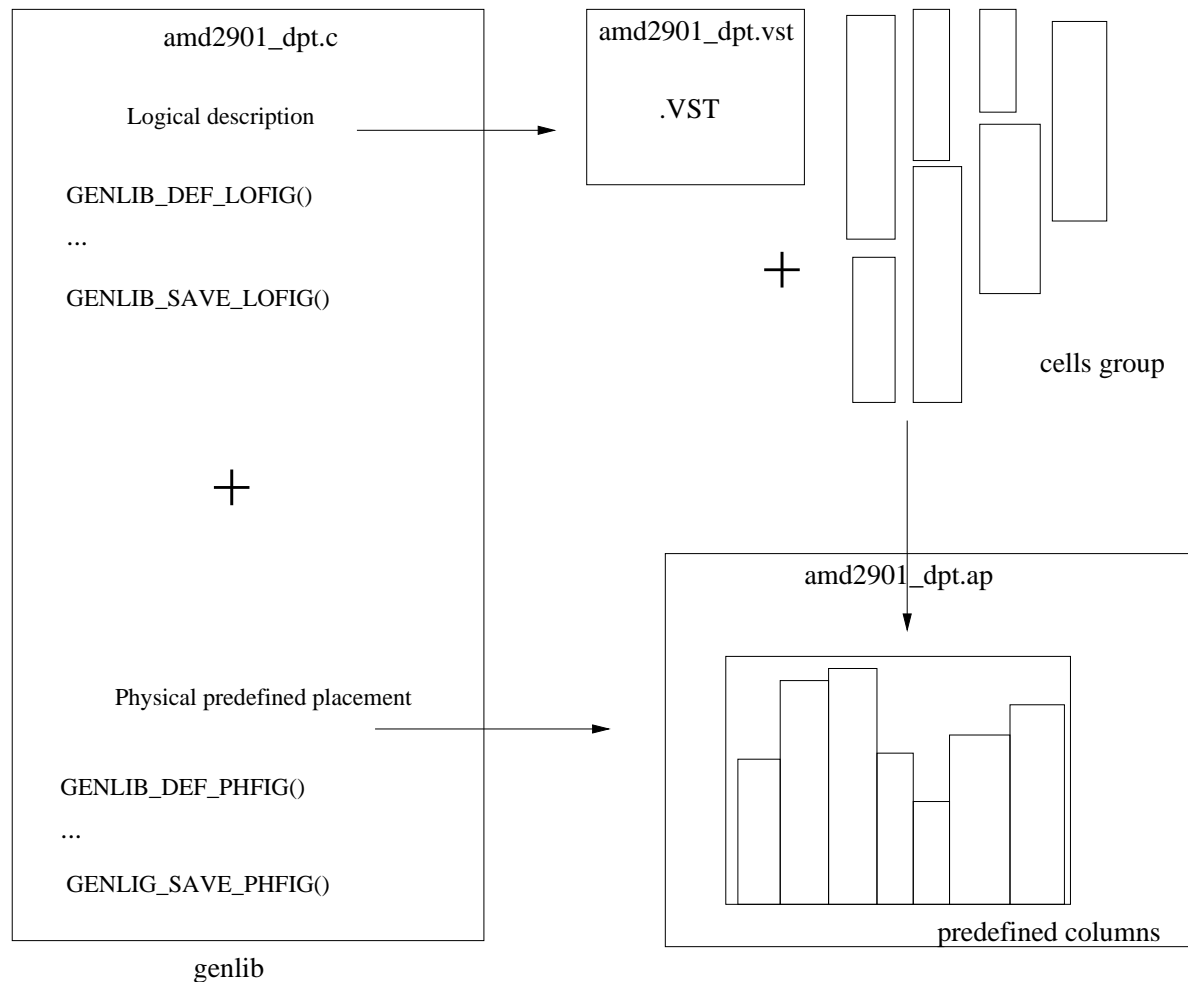 amd2901_dpt.c
Logical description
GENLIB_DEF_LOFIG()
...
GENLIB_SAVE_LOFIG()
+
Physical predefined placement
GENLIB_DEF_PHFIG()
...
GENLIG_SAVE_PHFIG()
genlib
amd2901_dpt.vst
.VST
+
cells group
amd2901_dpt.ap
predefined columns